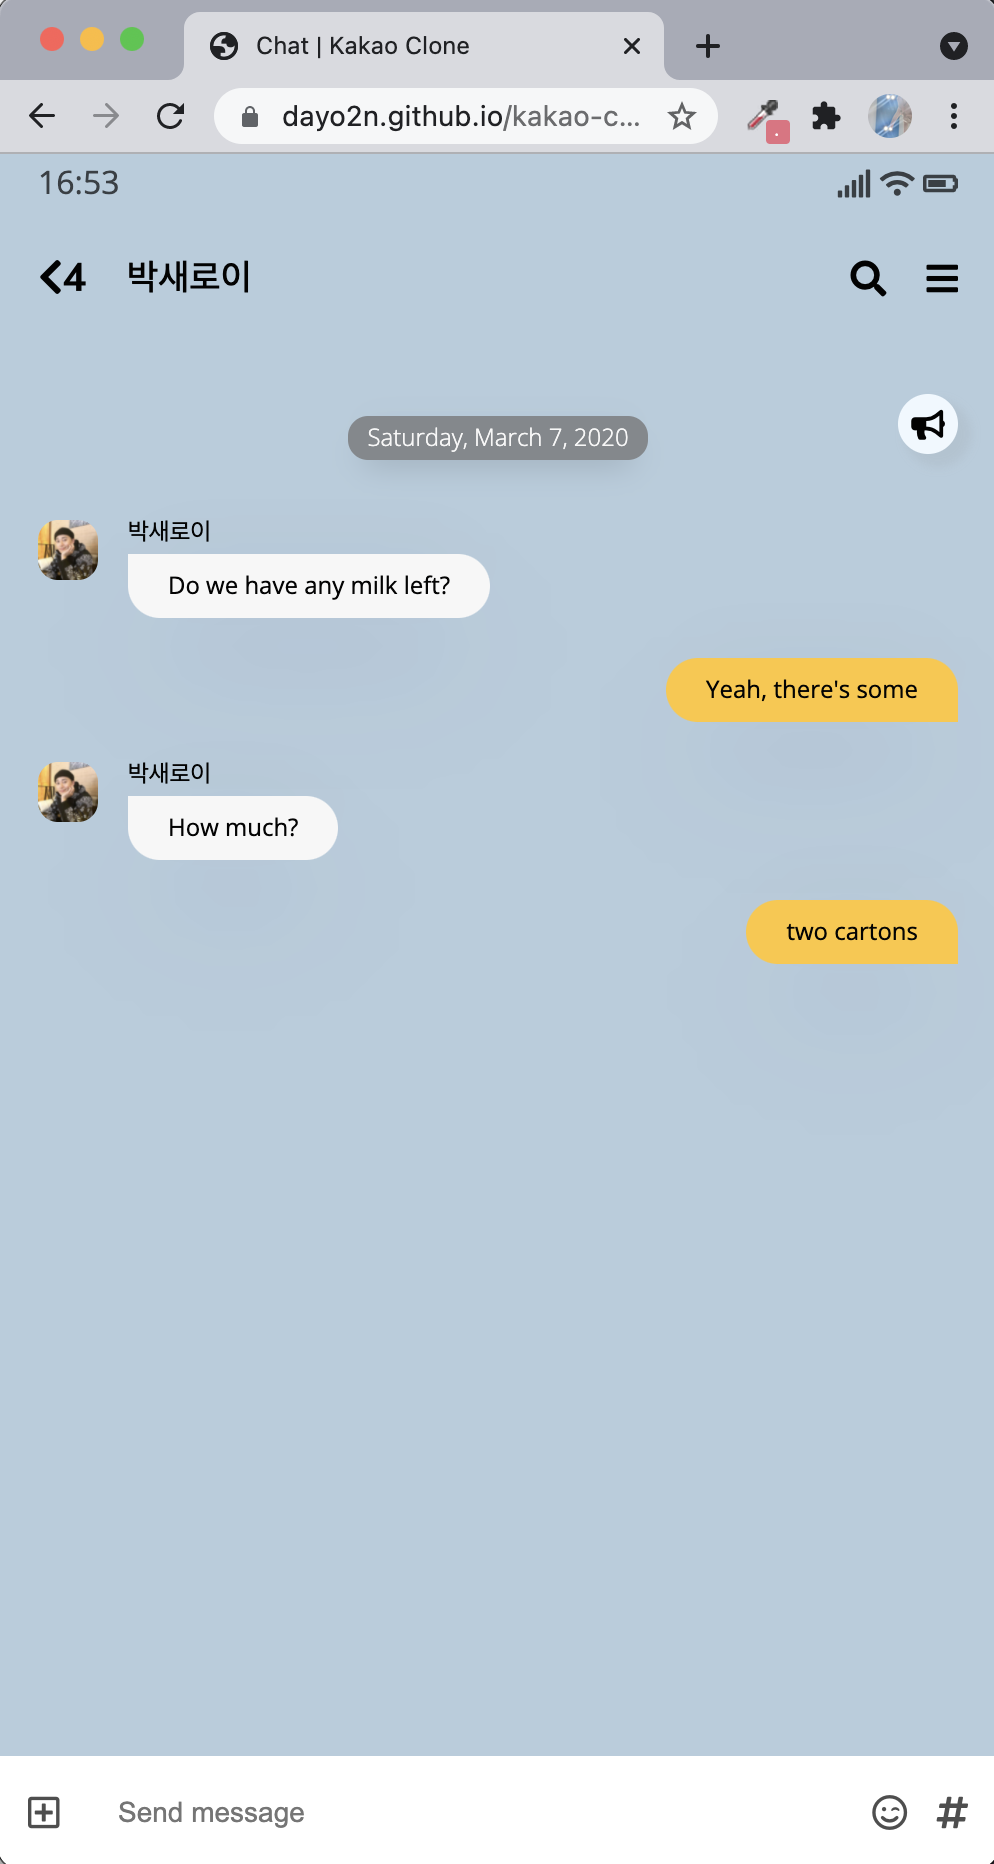 Chat | Kakao Clone
dayo2n.github.io/kakao-c...
16:53
4 박새로이
Saturday, March 7, 2020
박새로이
Do we have any milk left?
Yeah, there's some
박새로이
How much?
two cartons
Send message
#